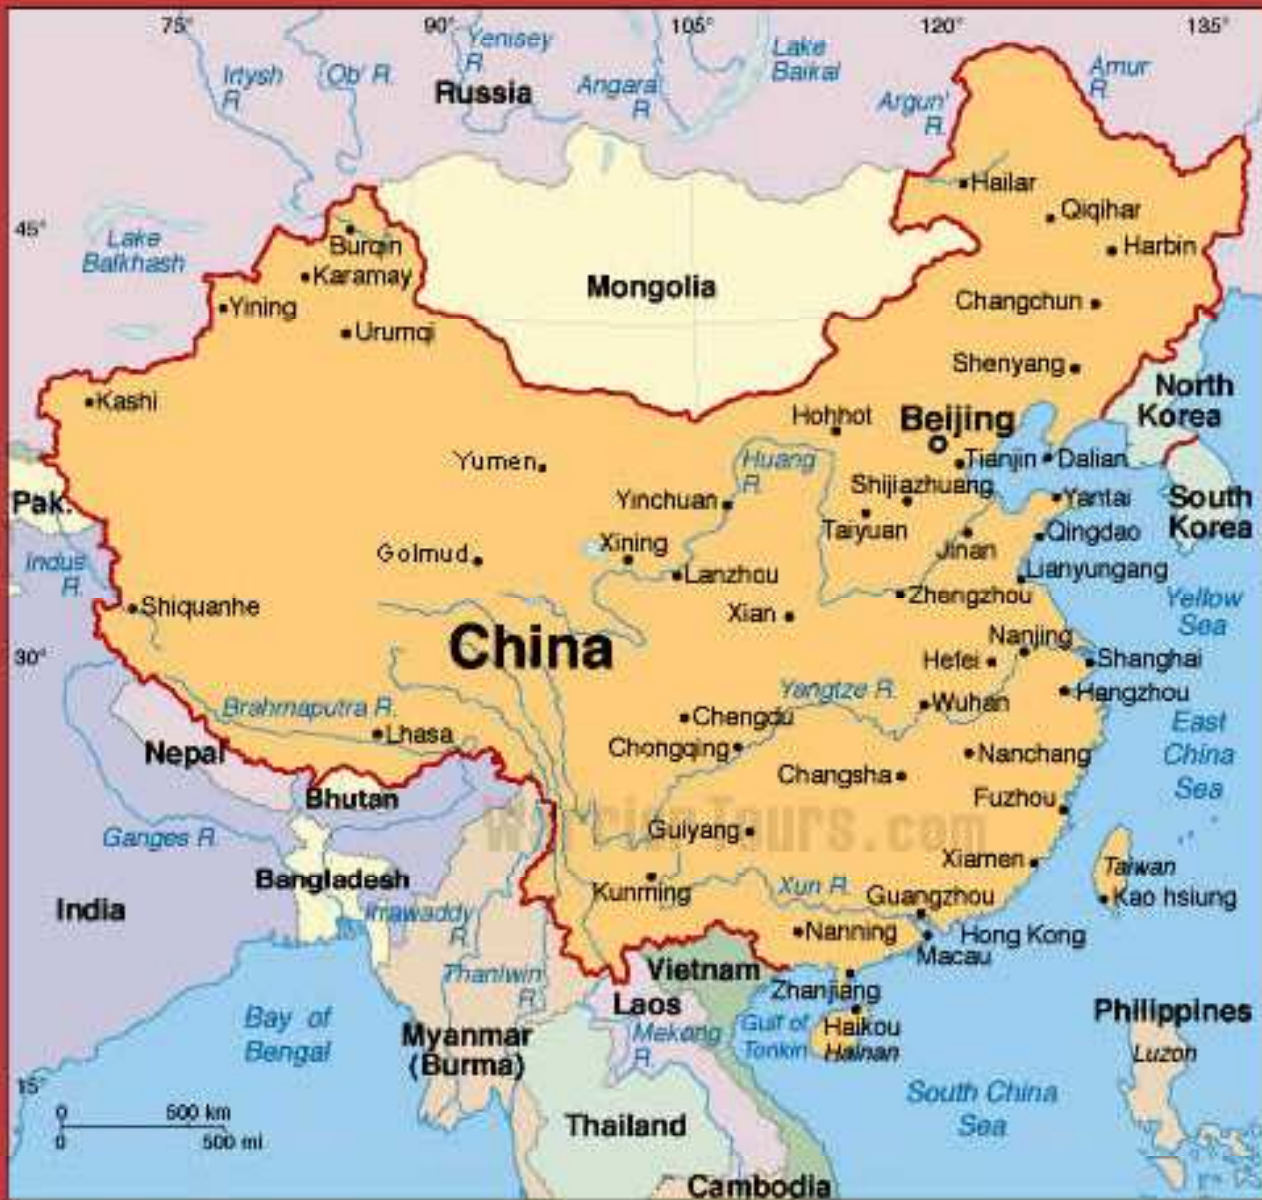 75°
90°
105°
120°
135°
Irtysh
R.
Ob' R.
Yenisey
R.
Russia
Angara
R.
Lake
Baikal
Argun'
R.
Amur
R.
Hailar
Qiqihar
Harbin
45°
Lake
Balkhash
Burqin
Karamay
Yining
Urumqi
Mongolia
Changchun
Shenyang
Kashi
North
Korea
Hohhot
Beijing
Yumen
Huang
R.
Tianjin
Dalian
Shijiazhuang
Yinchuan
Yantai
Pak.
South
Korea
Taiyuan
Jinan
Qingdao
Indus
R.
Golmud
Xining
Lanzhou
Lianyungang
Shiquanhe
Zhengzhou
Xian
Yellow
Sea
30°
China
Nanjing
Hefei
Shanghai
Brahmaputra R.
Yangtze R.
Wuhan
Hangzhou
Lhasa
Chengdu
Chongqing
East
China
Sea
Nepal
Nanchang
Changsha
Bhutan
Fuzhou
WarriorTours.com
Ganges R.
Guiyang
Xiamen
Taiwan
Bangladesh
Kunming
Xun R.
Guangzhou
Kao hsiung
India
Irrawaddy
R.
Nanning
Hong Kong
Macau
Thanlwin
R.
Vietnam
Zhanjiang
Laos
Bay of
Bengal
Myanmar
(Burma)
Mekong
R.
Gulf of
Tonkin
Haikou
Hainan
Philippines
Luzon
15°
South China
Sea
0 500 km
0 500 mi
Thailand
Cambodia